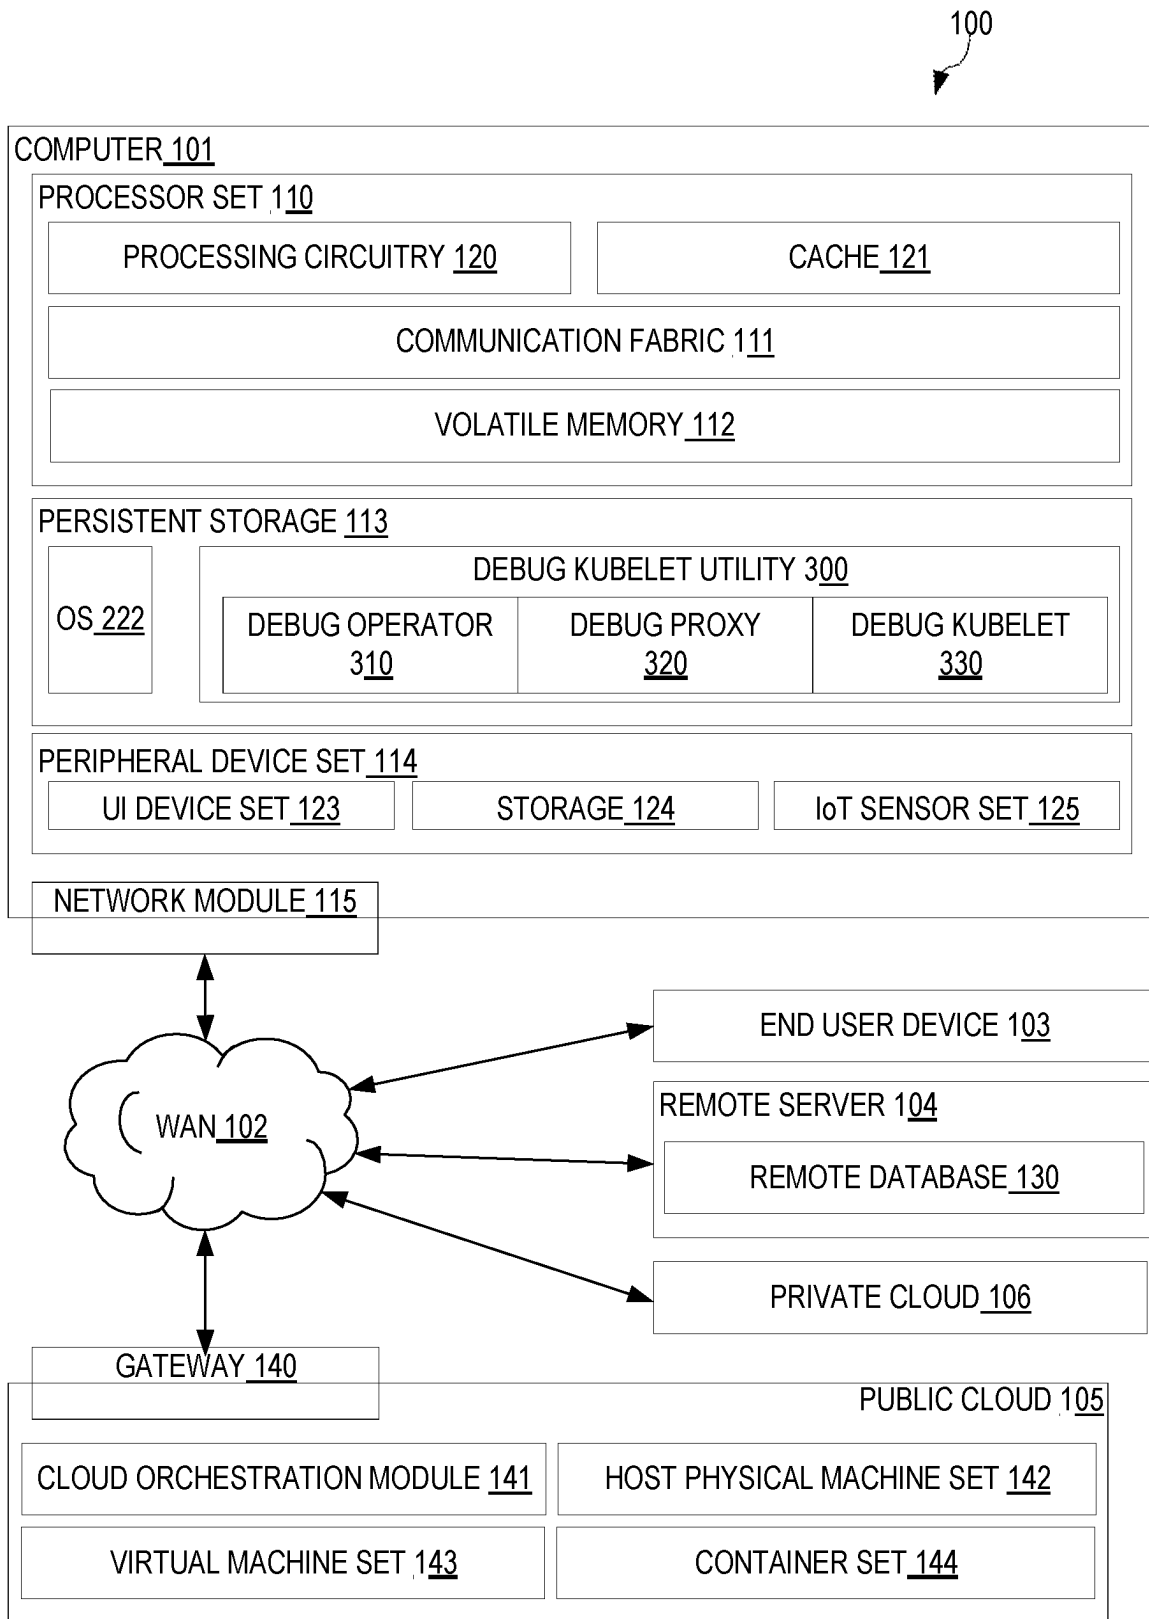 100
COMPUTER 101
PROCESSOR SET 110
PROCESSING CIRCUITRY 120
CACHE 121
COMMUNICATION FABRIC 111
VOLATILE MEMORY 112
PERSISTENT STORAGE 113
OS 222
DEBUG KUBELET UTILITY 300
DEBUG OPERATOR
310
DEBUG PROXY
320
DEBUG KUBELET
330
PERIPHERAL DEVICE SET 114
UI DEVICE SET 123
STORAGE 124
IoT SENSOR SET 125
NETWORK MODULE 115
END USER DEVICE 103
WAN 102
REMOTE SERVER 104
REMOTE DATABASE 130
PRIVATE CLOUD 106
GATEWAY 140
PUBLIC CLOUD 105
CLOUD ORCHESTRATION MODULE 141
HOST PHYSICAL MACHINE SET 142
VIRTUAL MACHINE SET 143
CONTAINER SET 144